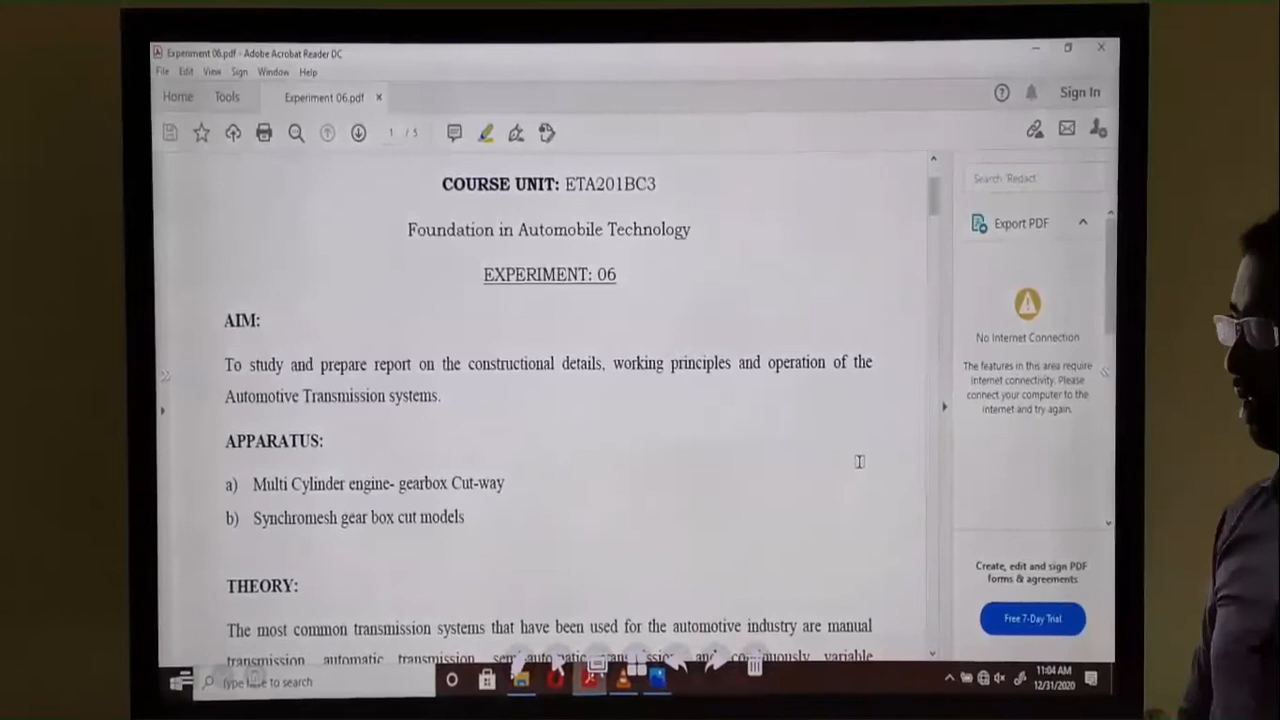 Experiment 06.pdf - Adobe Acrobat Reader DC
File Edit View Sign Window Help
Home Tools Experiment 06.pdf × Sign In
1 / 5
COURSE UNIT: ETA201BC3
Search 'Redact'
Export PDF
Foundation in Automobile Technology
EXPERIMENT: 06
AIM:
No Internet Connection
To study and prepare report on the constructional details, working principles and operation of the
Automotive Transmission systems.
The features in this area require
internet connectivity. Please
connect your computer to the
internet and try again.
APPARATUS:
a) Multi Cylinder engine- gearbox Cut-way
b) Synchromesh gear box cut models
THEORY:
Create, edit and sign PDF
forms & agreements
Free 7-Day Trial
The most common transmission systems that have been used for the automotive industry are manual
transmission automatic transmission and continuously variable
Type here to search
11:04 AM
12/31/2020